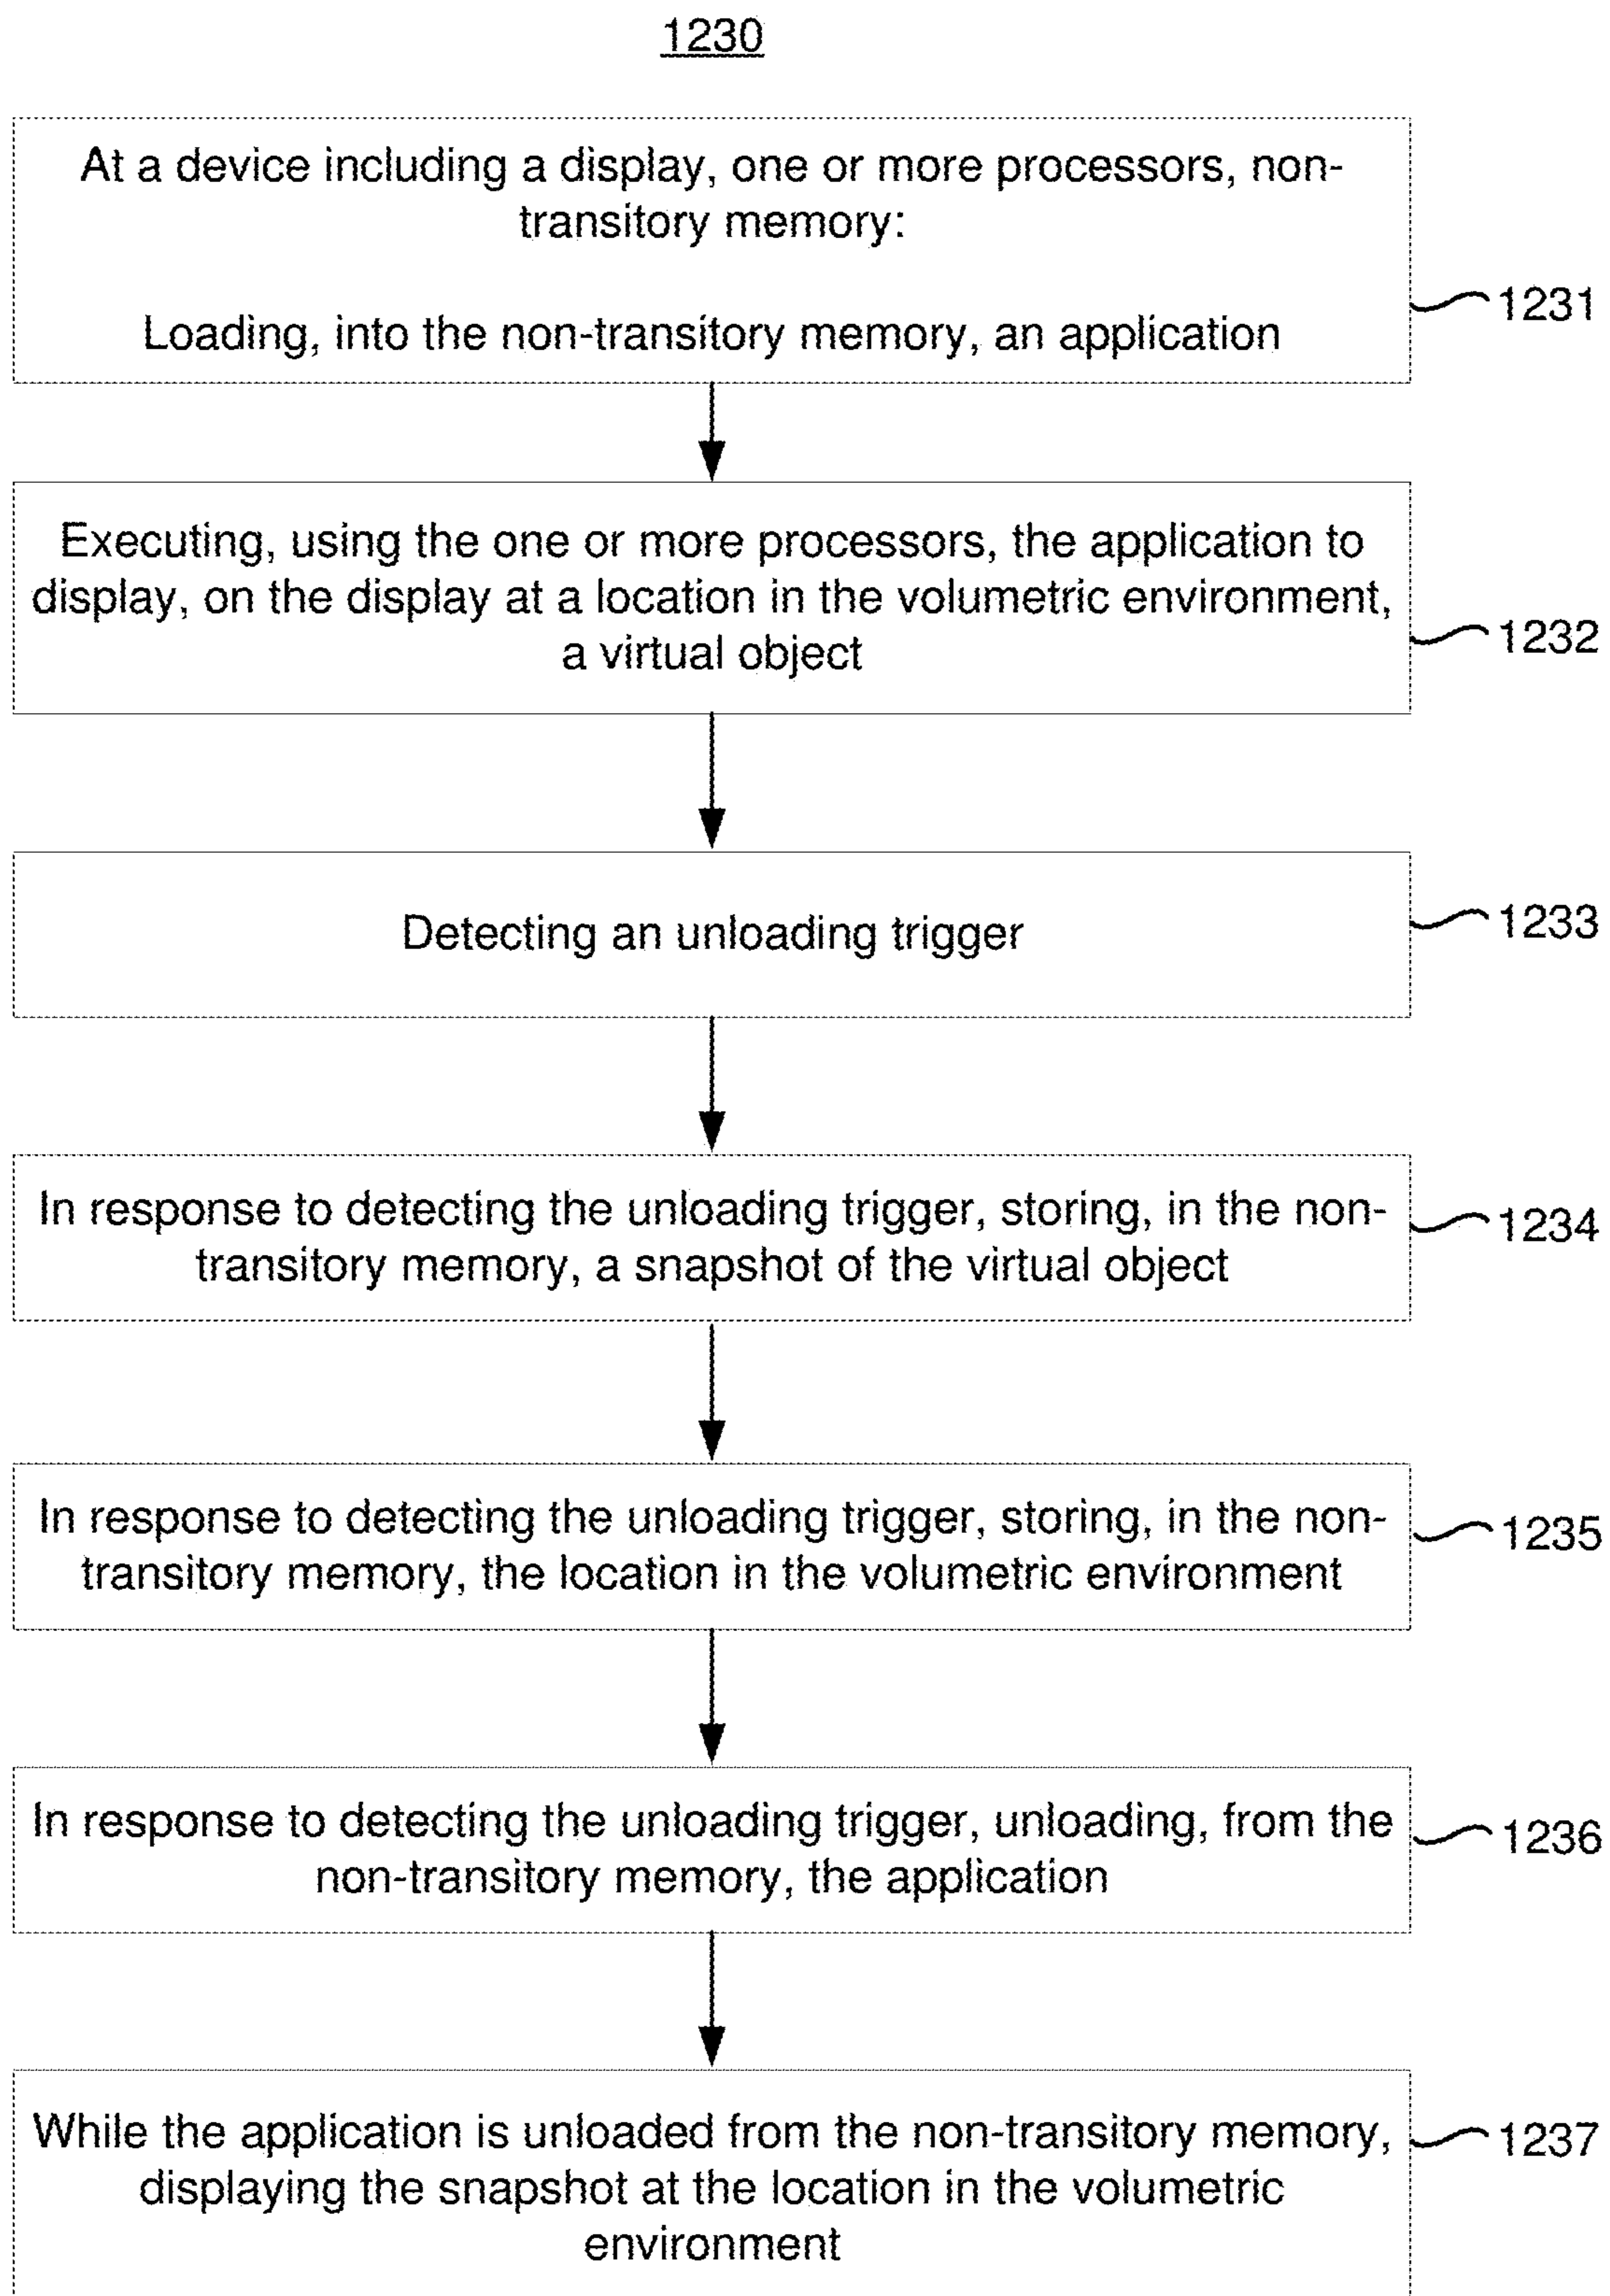 1230
At a device including a display, one or more processors, non-
transitory memory:
Loading, into the non-transitory memory, an application
1231
Executing, using the one or more processors, the application to
display, on the display at a location in the volumetric environment,
a virtual object
1232
Detecting an unloading trigger
1233
In response to detecting the unloading trigger, storing, in the non-
transitory memory, a snapshot of the virtual object
1234
In response to detecting the unloading trigger, storing, in the non-
transitory memory, the location in the volumetric environment
1235
In response to detecting the unloading trigger, unloading, from the
non-transitory memory, the application
1236
While the application is unloaded from the non-transitory memory,
displaying the snapshot at the location in the volumetric
environment
1237